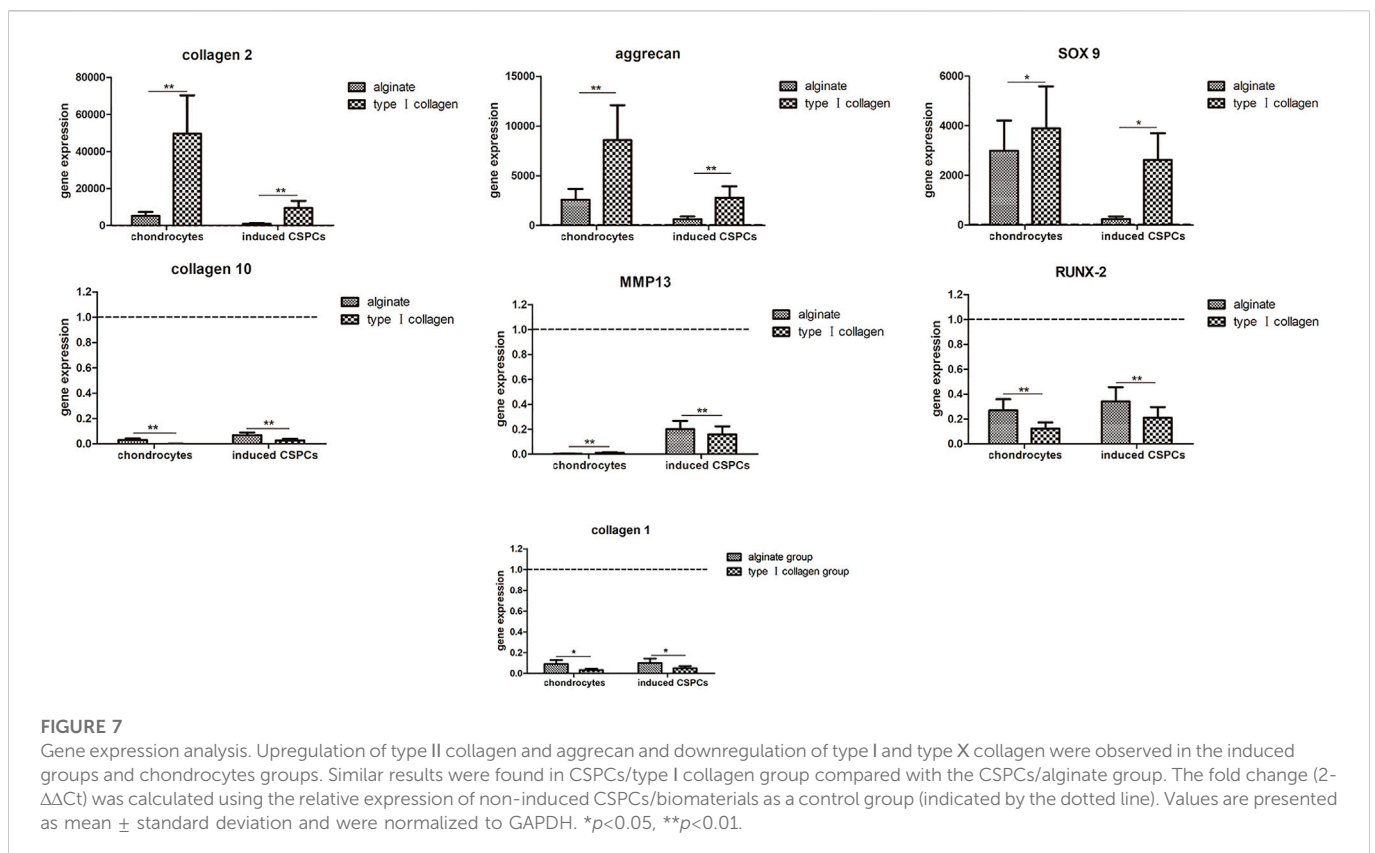 collagen 2
80000
60000
40000
20000
0
gene expression
**
**
chondrocytes
induced CSPCs
alginate
type I collagen
aggrecan
15000
10000
5000
0
gene expression
**
**
chondrocytes
induced CSPCs
alginate
type I collagen
SOX 9
6000
4000
2000
0
gene expression
*
*
chondrocytes
induced CSPCs
alginate
type I collagen
collagen 10
1.2
1.0
0.8
0.6
0.4
0.2
0.0
gene expression
**
**
chondrocytes
induced CSPCs
alginate
type I collagen
MMP13
1.2
1.0
0.8
0.6
0.4
0.2
0.0
gene expression
**
**
chondrocytes
induced CSPCs
alginate
type I collagen
RUNX-2
1.2
1.0
0.8
0.6
0.4
0.2
0.0
gene expression
**
**
chondrocytes
induced CSPCs
alginate
type I collagen
collagen 1
1.2
1.0
0.8
0.6
0.4
0.2
0.0
gene expression
*
*
chondrocytes
induced CSPCs
alginate group
type I collagen group
FIGURE 7
Gene expression analysis. Upregulation of type II collagen and aggrecan and downregulation of type I and type X collagen were observed in the induced
groups and chondrocytes groups. Similar results were found in CSPCs/type I collagen group compared with the CSPCs/alginate group. The fold change (2-
ΔΔCt) was calculated using the relative expression of non-induced CSPCs/biomaterials as a control group (indicated by the dotted line). Values are presented
as mean ± standard deviation and were normalized to GAPDH. *p<0.05, **p<0.01.